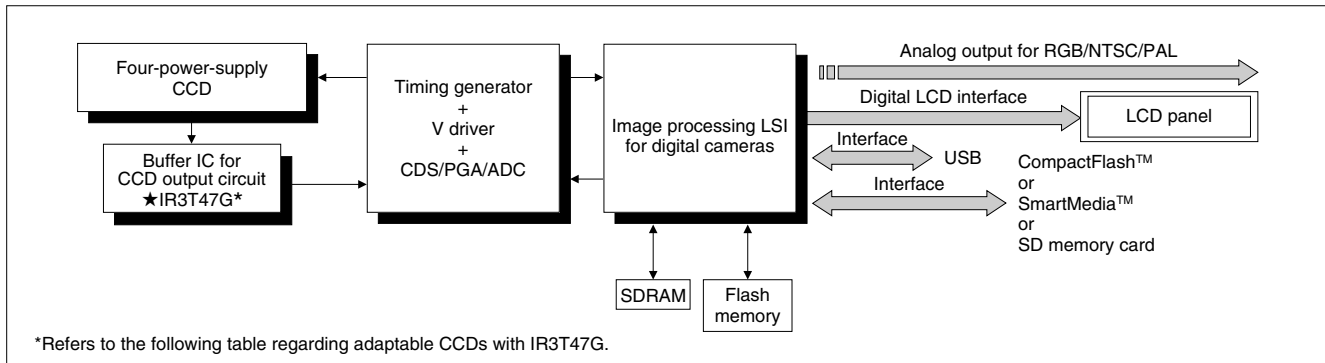 Four-power-supply
CCD
Buffer IC for
CCD output circuit
★IR3T47G*
Timing generator
+
V driver
+
CDS/PGA/ADC
Image processing LSI
for digital cameras
SDRAM
Flash
memory
Analog output for RGB/NTSC/PAL
Digital LCD interface
LCD panel
Interface
USB
Interface
CompactFlash™
or
SmartMedia™
or
SD memory card
*Refers to the following table regarding adaptable CCDs with IR3T47G.